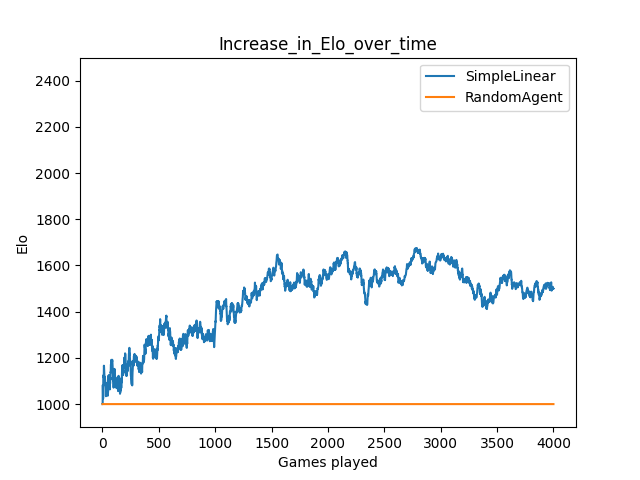 Increase_in_Elo_over_time
SimpleLinear
RandomAgent
2400
2200
2000
1800
1600
1400
1200
1000
Elo
0 500 1000 1500 2000 2500 3000 3500 4000
Games played